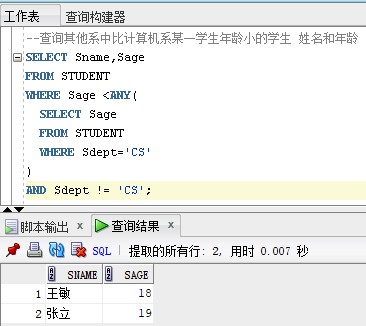 工作表 查询构建器
--查询其他系中比计算机系某一学生年龄小的学生 姓名和年龄
SELECT Sname,Sage
FROM STUDENT
WHERE Sage <ANY(
SELECT Sage
FROM STUDENT
WHERE Sdept='CS'
)
AND Sdept != 'CS';
脚本输出 x 查询结果 x
SQL | 提取的所有行: 2, 用时 0.007 秒
SNAME SAGE
1 王敏 18
2 张立 19